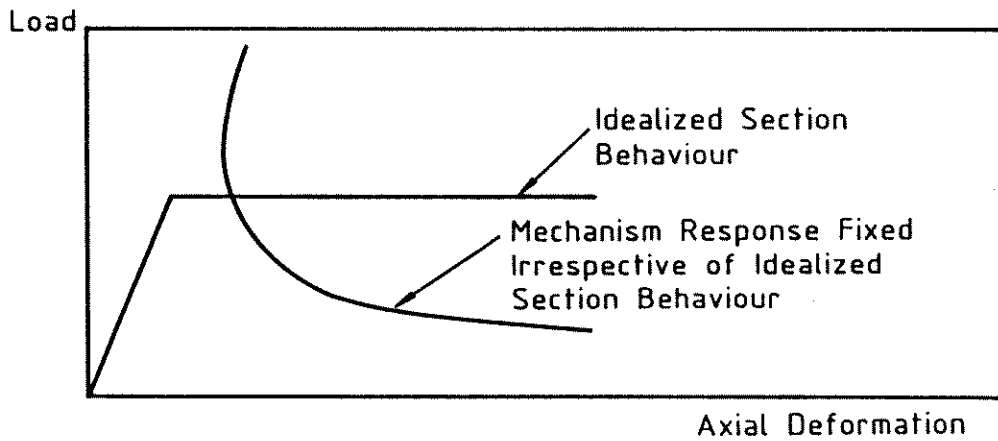 Load
Idealized Section
Behaviour
Mechanism Response Fixed
Irrespective of Idealized
Section Behaviour
Axial Deformation